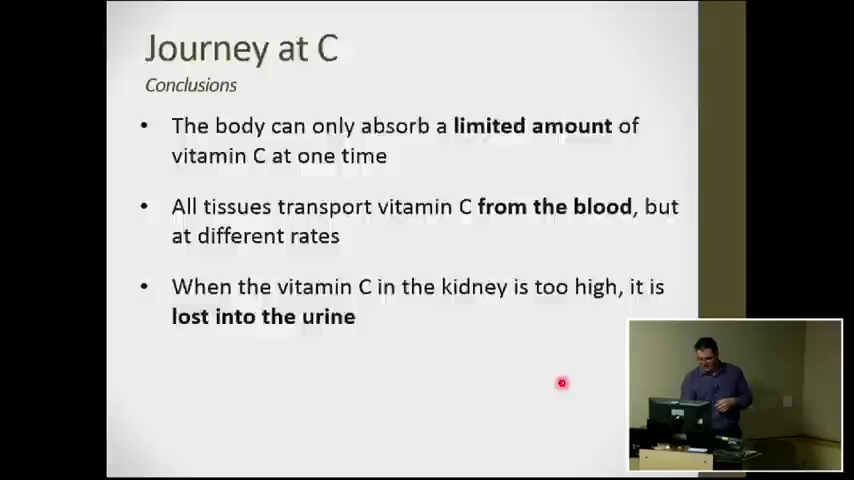 Journey at C
Conclusions
• The body can only absorb a limited amount of
vitamin C at one time
• All tissues transport vitamin C from the blood, but
at different rates
• When the vitamin C in the kidney is too high, it is
lost into the urine